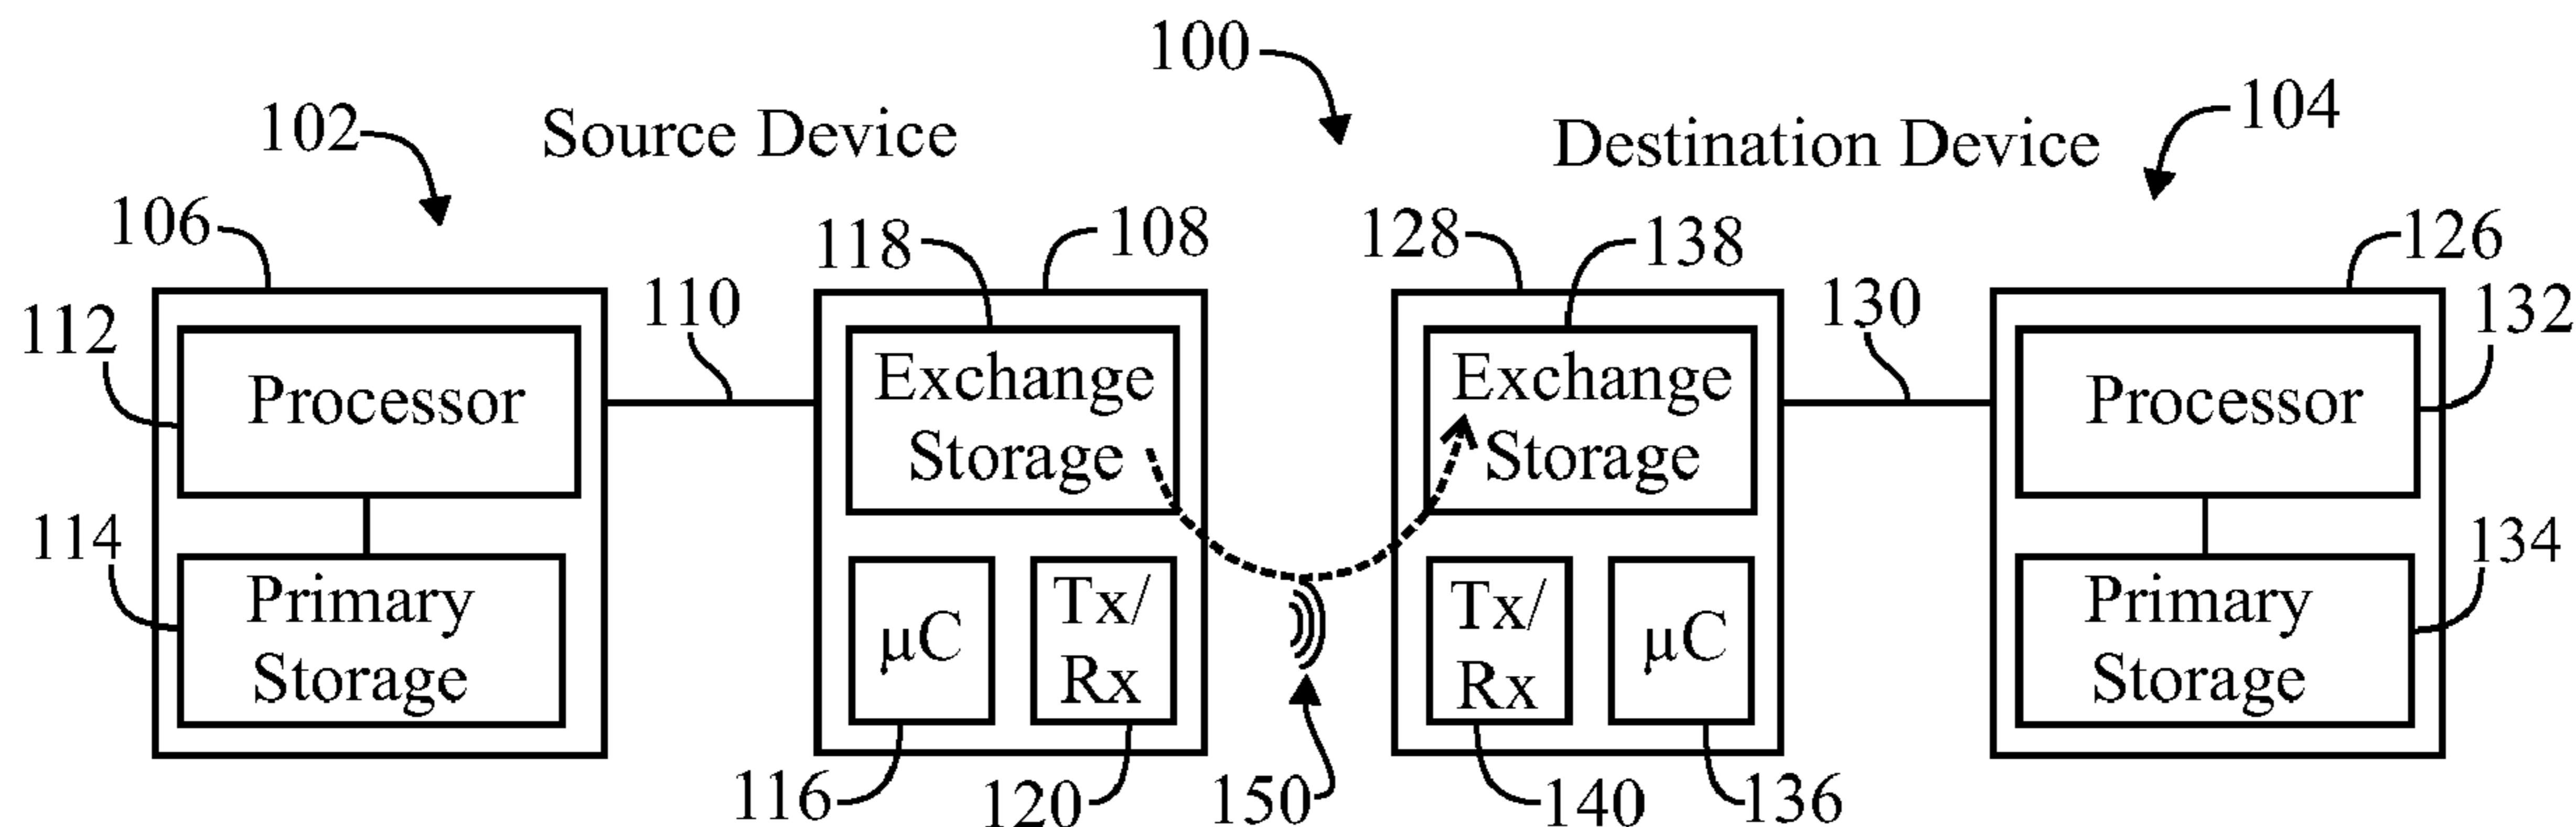 100
102
Source Device
Destination Device
104
106
118
108
128
138
126
112
110
130
132
Processor
Exchange
Storage
Exchange
Storage
Processor
114
134
Primary
Storage
µC
Tx/
Rx
Tx/
Rx
µC
Primary
Storage
116
120
150
140
136